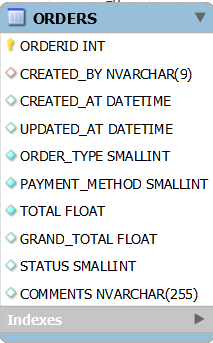 ORDERS
ORDERID INT
CREATED_BY NVARCHAR(9)
CREATED_AT DATETIME
UPDATED_AT DATETIME
ORDER_TYPE SMALLINT
PAYMENT_METHOD SMALLINT
TOTAL FLOAT
GRAND_TOTAL FLOAT
STATUS SMALLINT
COMMENTS NVARCHAR(255)
Indexes